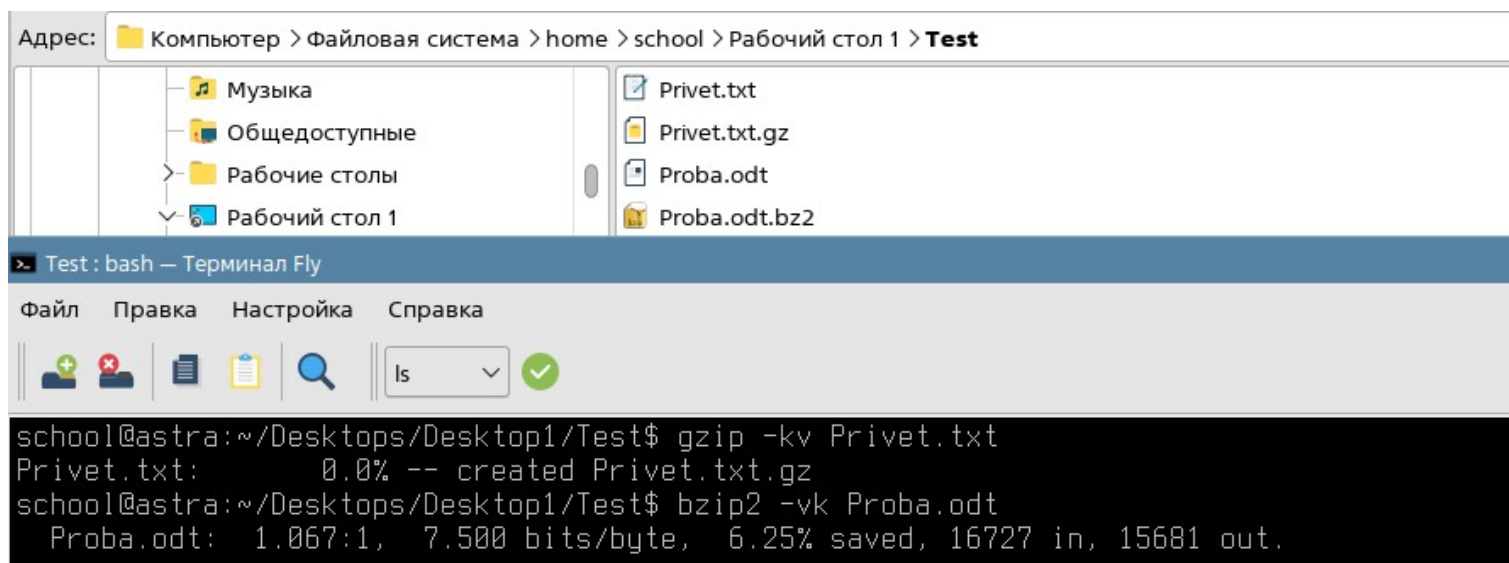 Адрес: Компьютер > Файловая система > home > school > Рабочий стол 1 > Test
Музыка
Общедоступные
Рабочие столы
Рабочий стол 1
Privet.txt
Privet.txt.gz
Proba.odt
Proba.odt.bz2
Test : bash — Терминал Fly
Файл Правка Настройка Справка
ls
school@astra:~/Desktops/Desktop1/Test$ gzip -kv Privet.txt
Privet.txt: 0.0% -- created Privet.txt.gz
school@astra:~/Desktops/Desktop1/Test$ bzip2 -vk Proba.odt
Proba.odt: 1.067:1, 7.500 bits/byte, 6.25% saved, 16727 in, 15681 out.